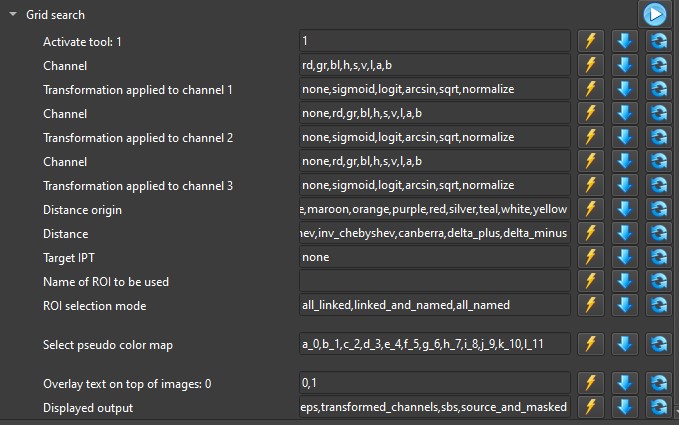 Grid search
Activate tool: 1 1
Channel rd,gr,bl,h,s,v,l,a,b
Transformation applied to channel 1 none,sigmoid,logit,arcsin,sqrt,normalize
Channel none,rd,gr,bl,h,s,v,l,a,b
Transformation applied to channel 2 none,sigmoid,logit,arcsin,sqrt,normalize
Channel none,rd,gr,bl,h,s,v,l,a,b
Transformation applied to channel 3 none,sigmoid,logit,arcsin,sqrt,normalize
Distance origin e,maroon,orange,purple,red,silver,teal,white,yellow
Distance hev,inv_chebyshev,canberra,delta_plus,delta_minus
Target IPT none
Name of ROI to be used
ROI selection mode all_linked,linked_and_named,all_named
Select pseudo color map a_0,b_1,c_2,d_3,e_4,f_5,g_6,h_7,i_8,j_9,k_10,l_11
Overlay text on top of images: 0 0,1
Displayed output eps,transformed_channels,sbs,source_and_masked